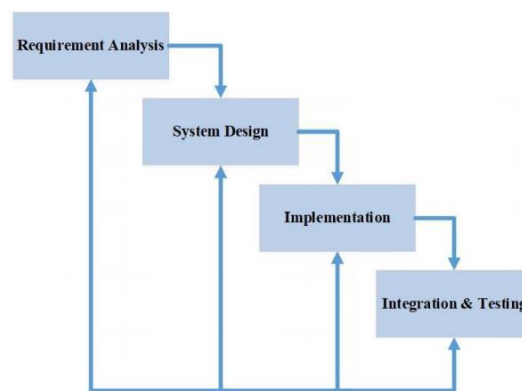 Requirement Analysis
System Design
Implementation
Integration & Testing